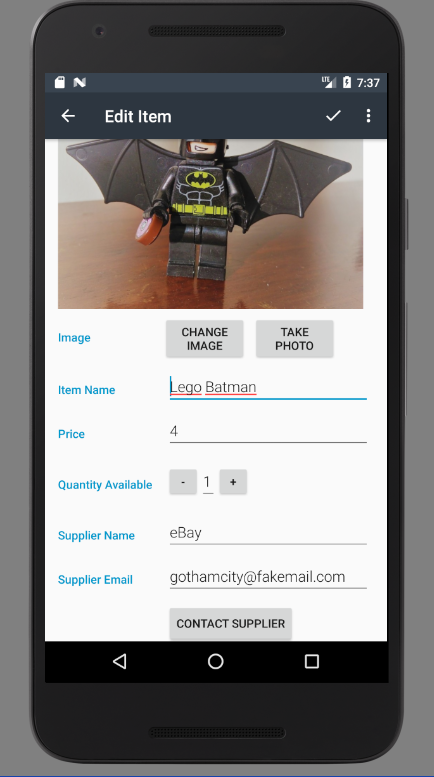 LTE 7:37
Edit Item
Image CHANGE IMAGE TAKE PHOTO
Item Name Lego Batman
Price 4
Quantity Available - 1 +
Supplier Name eBay
Supplier Email gothamcity@fakemail.com
CONTACT SUPPLIER